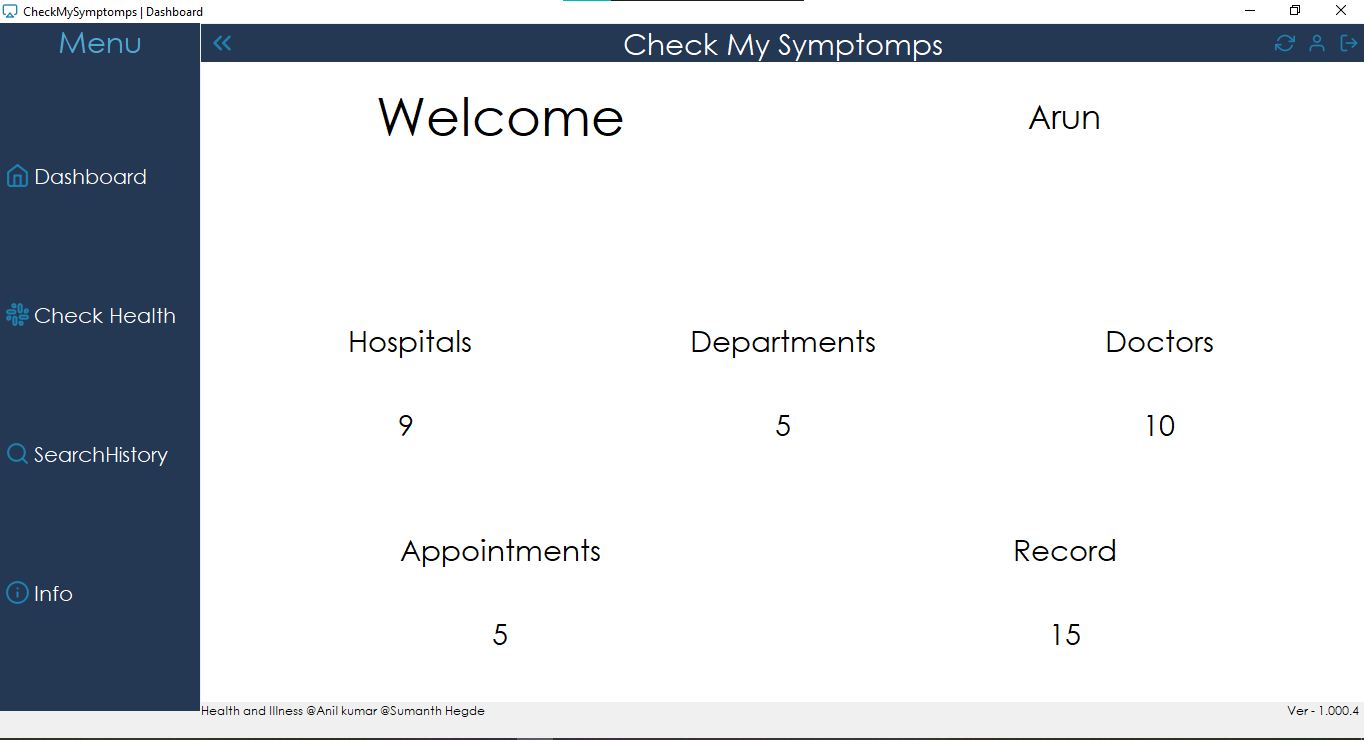 CheckMySymptomps | Dashboard
Menu
Check My Symptomps
Welcome
Arun
Dashboard
Check Health
SearchHistory
Info
Hospitals
Departments
Doctors
9
5
10
Appointments
Record
5
15
Health and Illness @Anil kumar @Sumanth Hegde
Ver - 1.000.4